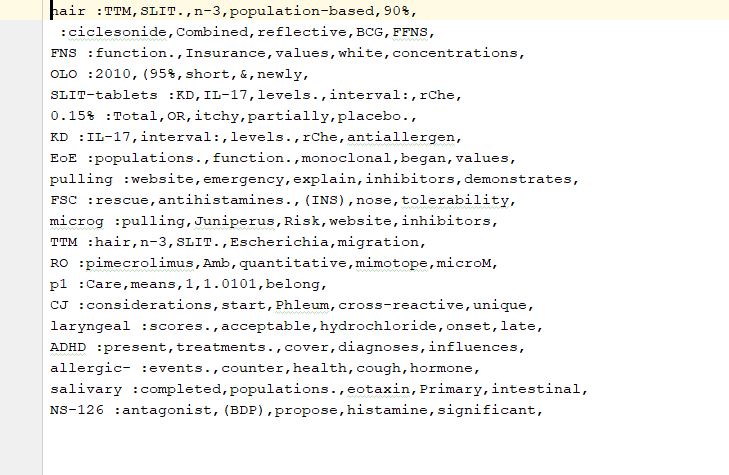 hair :TTM,SLIT.,n-3,population-based,90%,
:ciclesonide,Combined,reflective,BCG,FFNS,
FNS :function.,Insurance,values,white,concentrations,
OLO :2010,(95%,short,&,newly,
SLIT-tablets :KD,IL-17,levels.,interval:,rChe,
0.15% :Total,OR,itchy,partially,placebo.,
KD :IL-17,interval:,levels.,rChe,antiallergen,
EoE :populations.,function.,monoclonal,began,values,
pulling :website,emergency,explain,inhibitors,demonstrates,
FSC :rescue,antihistamines.,(INS),nose,tolerability,
microg :pulling,Juniperus,Risk,website,inhibitors,
TTM :hair,n-3,SLIT.,Escherichia,migration,
RO :pimecrolimus,Amb,quantitative,mimotope,microM,
p1 :Care,means,1,1.0101,belong,
CJ :considerations,start,Phleum,cross-reactive,unique,
laryngeal :scores.,acceptable,hydrochloride,onset,late,
ADHD :present,treatments.,cover,diagnoses,influences,
allergic- :events.,counter,health,cough,hormone,
salivary :completed,populations.,eotaxin,Primary,intestinal,
NS-126 :antagonist,(BDP),propose,histamine,significant,